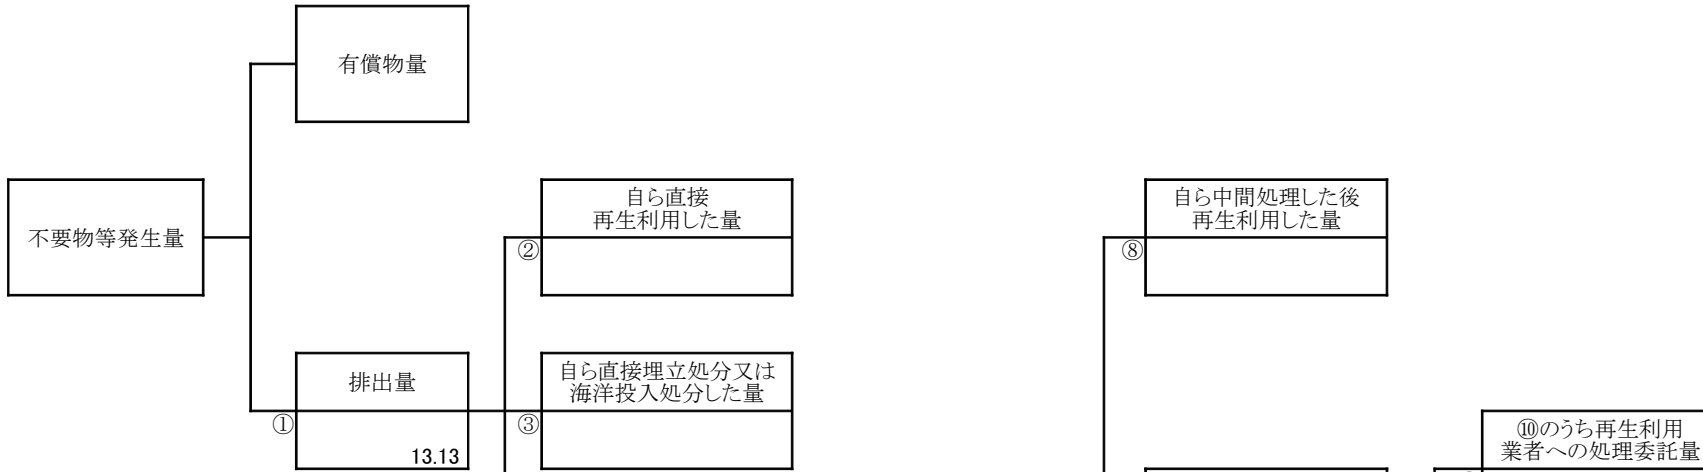 有償物量
不要物等発生量
自ら直接
再生利用した量
②
自ら中間処理した後
再生利用した量
⑧
排出量
①
13.13
自ら直接埋立処分又は
海洋投入処分した量
③
⑩のうち再生利用
業者への処理委託量